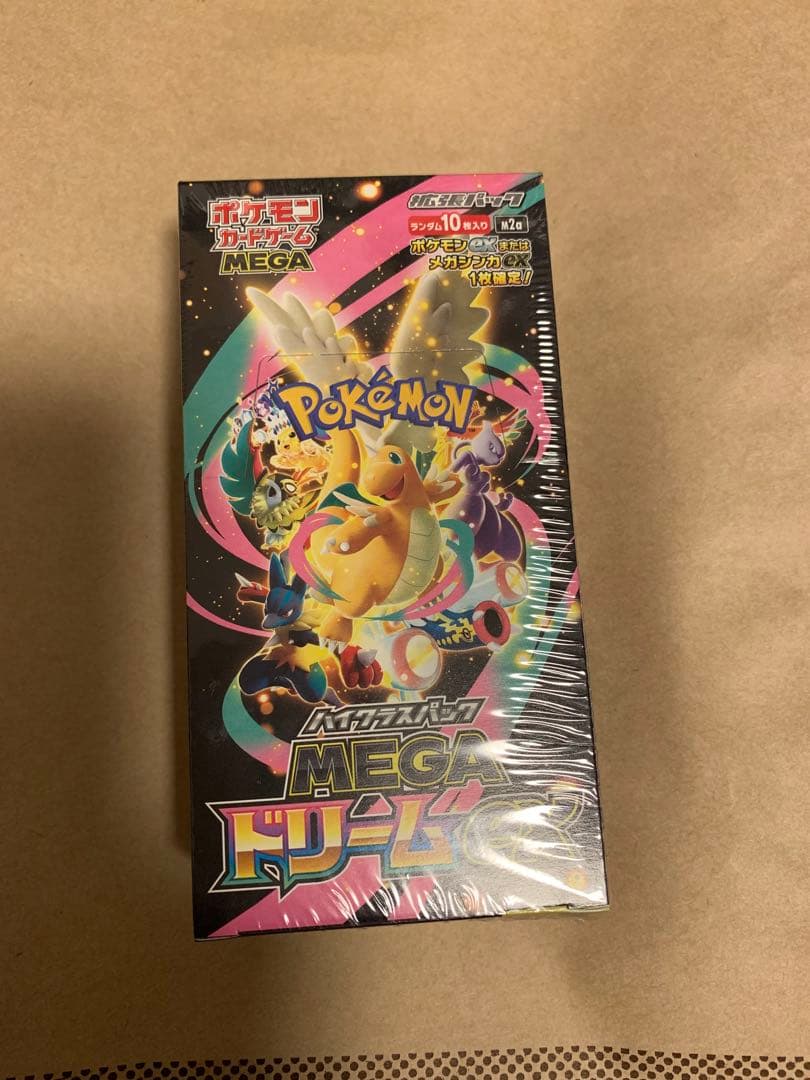 ポケモン
カードゲーム
MEGA
拡張パック
ランダム10枚入り M2a
ポケモンexまたは
メガシンカex
1枚確定!
POKéMON
ハイクラスパック
MEGA
ドリームex